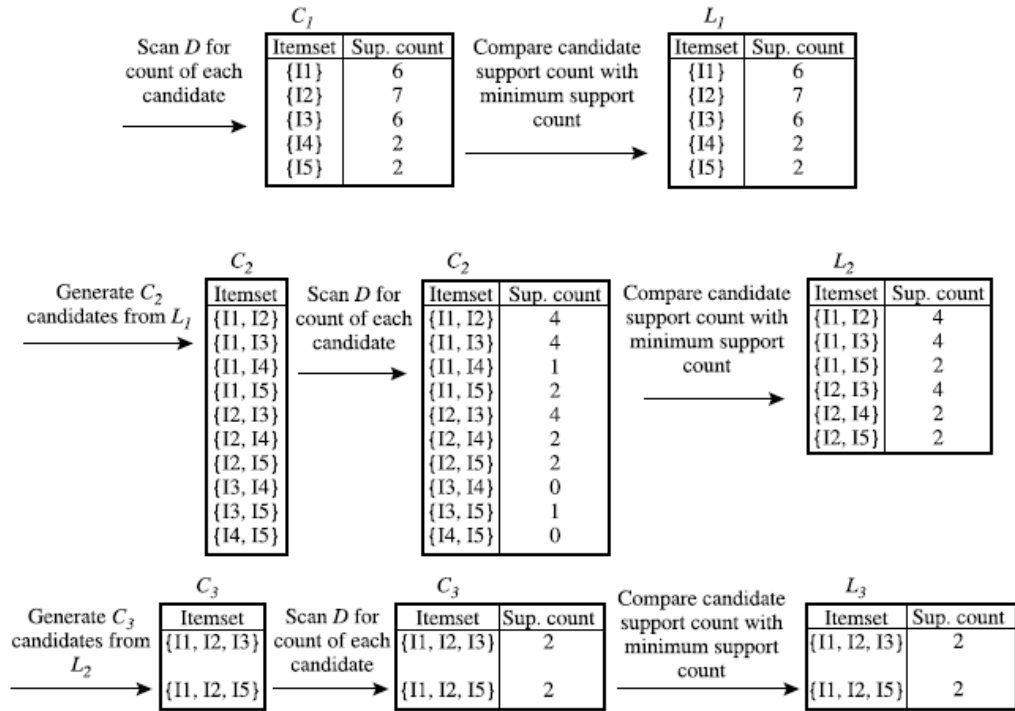 C1
L1
Scan D for
count of each
candidate
Itemset Sup. count
{I1} 6
{I2} 7
{I3} 6
{I4} 2
{I5} 2
Compare candidate
support count with
minimum support
count
Itemset Sup. count
{I1} 6
{I2} 7
{I3} 6
{I4} 2
{I5} 2
C2
C2
L2
Generate C2
candidates from L1
Itemset
{I1, I2}
{I1, I3}
{I1, I4}
{I1, I5}
{I2, I3}
{I2, I4}
{I2, I5}
{I3, I4}
{I3, I5}
{I4, I5}
Scan D for
count of each
candidate
Itemset Sup. count
{I1, I2} 4
{I1, I3} 4
{I1, I4} 1
{I1, I5} 2
{I2, I3} 4
{I2, I4} 2
{I2, I5} 2
{I3, I4} 0
{I3, I5} 1
{I4, I5} 0
Compare candidate
support count with
minimum support
count
Itemset Sup. count
{I1, I2} 4
{I1, I3} 4
{I1, I5} 2
{I2, I3} 4
{I2, I4} 2
{I2, I5} 2
C3
C3
L3
Generate C3
candidates from
L2
Itemset
{I1, I2, I3}
{I1, I2, I5}
Scan D for
count of each
candidate
Itemset Sup. count
{I1, I2, I3} 2
{I1, I2, I5} 2
Compare candidate
support count with
minimum support
count
Itemset Sup. count
{I1, I2, I3} 2
{I1, I2, I5} 2